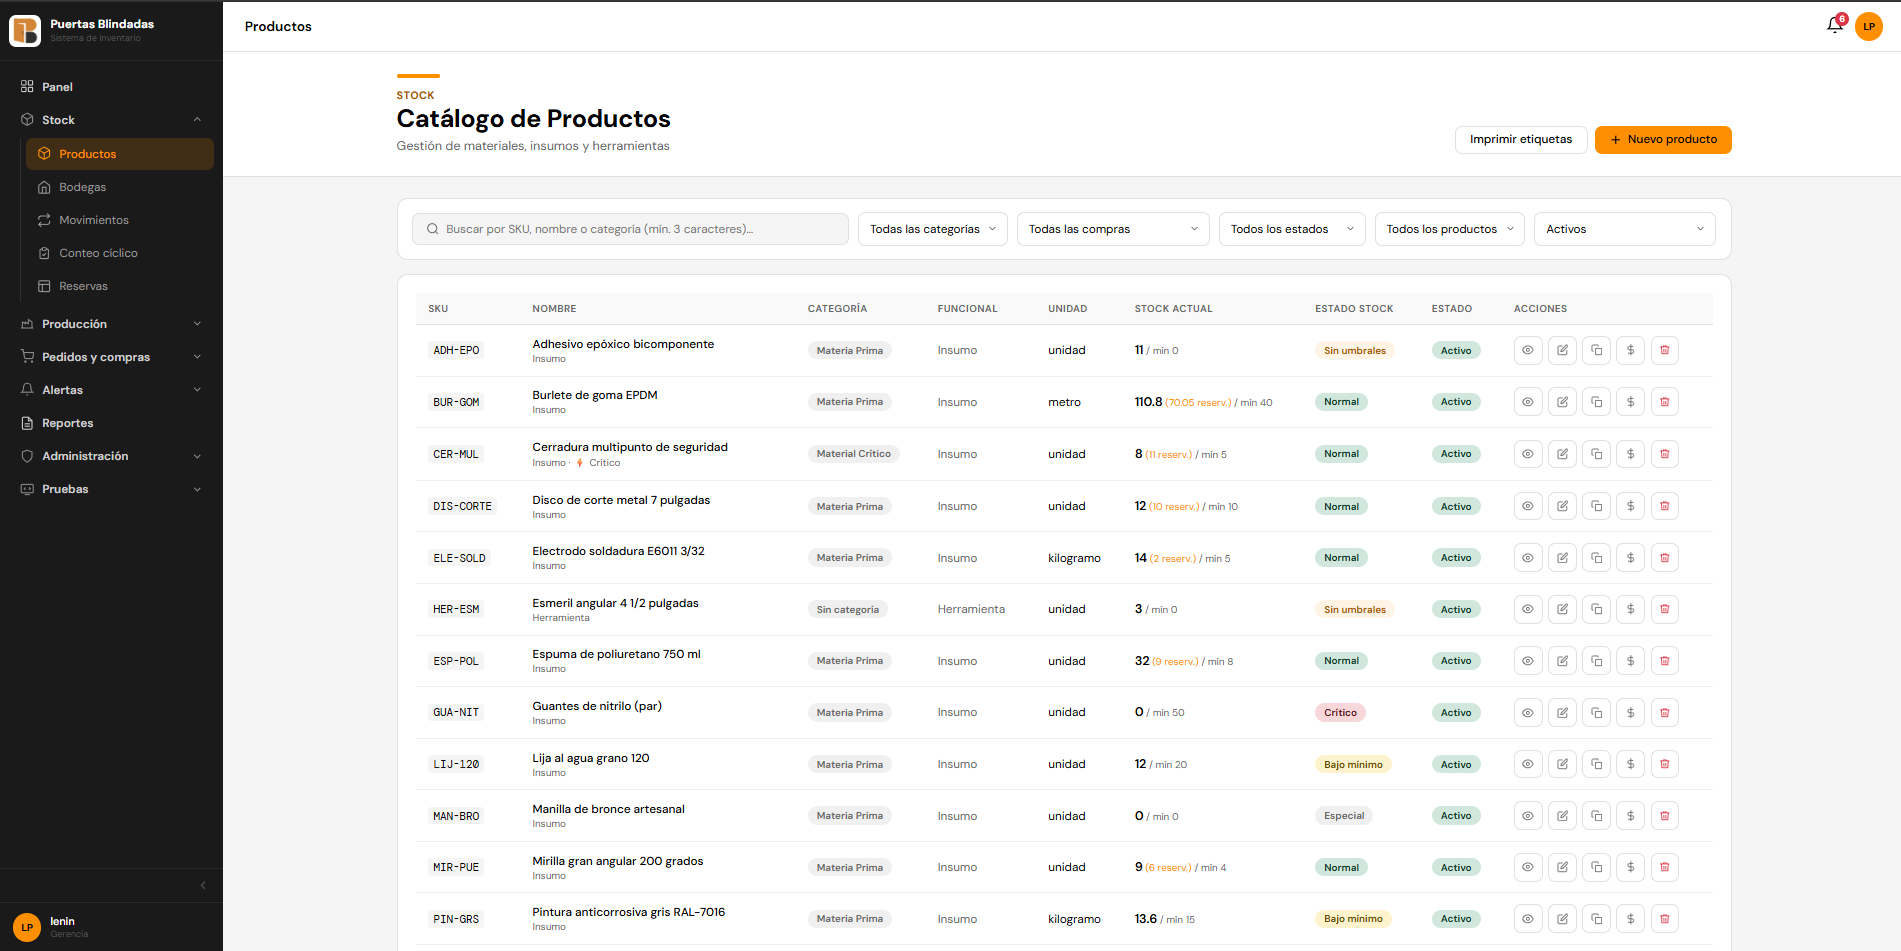 Puertas Blindadas
Sistema de Inventario
Panel
Stock
Productos
Bodegas
Movimientos
Conteo cíclico
Reservas
Producción
Pedidos y compras
Alertas
Reportes
Administración
Pruebas
LP lenin
Gerencia
Productos
6
LP
STOCK
Catálogo de Productos
Gestión de materiales, insumos y herramientas
Imprimir etiquetas
+ Nuevo producto
Buscar por SKU, nombre o categoría (mín. 3 caracteres)...
Todas las categorías
Todas las compras
Todos los estados
Todos los productos
Activos
SKU NOMBRE CATEGORÍA FUNCIONAL UNIDAD STOCK ACTUAL ESTADO STOCK ESTADO ACCIONES
ADH-EPO Adhesivo epóxico bicomponente Materia Prima Insumo unidad 11 / mín 0 Sin umbrales Activo $
Insumo
BUR-GOM Burlete de goma EPDM Materia Prima Insumo metro 110.8 (70.05 reserv.) / mín 40 Normal Activo $
Insumo
CER-MUL Cerradura multipunto de seguridad Material Crítico Insumo unidad 8 (11 reserv.) / mín 5 Normal Activo $
Insumo · Crítico
DIS-CORTE Disco de corte metal 7 pulgadas Materia Prima Insumo unidad 12 (10 reserv.) / mín 10 Normal Activo $
Insumo
ELE-SOLD Electrodo soldadura E6011 3/32 Materia Prima Insumo kilogramo 14 (2 reserv.) / mín 5 Normal Activo $
Insumo
HER-ESM Esmeril angular 4 1/2 pulgadas Sin categoría Herramienta unidad 3 / mín 0 Sin umbrales Activo $
Herramienta
ESP-POL Espuma de poliuretano 750 ml Materia Prima Insumo unidad 32 (9 reserv.) / mín 8 Normal Activo $
Insumo
GUA-NIT Guantes de nitrilo (par) Materia Prima Insumo unidad 0 / mín 50 Crítico Activo $
Insumo
LIJ-120 Lija al agua grano 120 Materia Prima Insumo unidad 12 / mín 20 Bajo mínimo Activo $
Insumo
MAN-BRO Manilla de bronce artesanal Materia Prima Insumo unidad 0 / mín 0 Especial Activo $
Insumo
MIR-PUE Mirilla gran angular 200 grados Materia Prima Insumo unidad 9 (6 reserv.) / mín 4 Normal Activo $
Insumo
PIN-GRS Pintura anticorrosiva gris RAL-7016 Materia Prima Insumo kilogramo 13.6 / mín 15 Bajo mínimo Activo $
Insumo